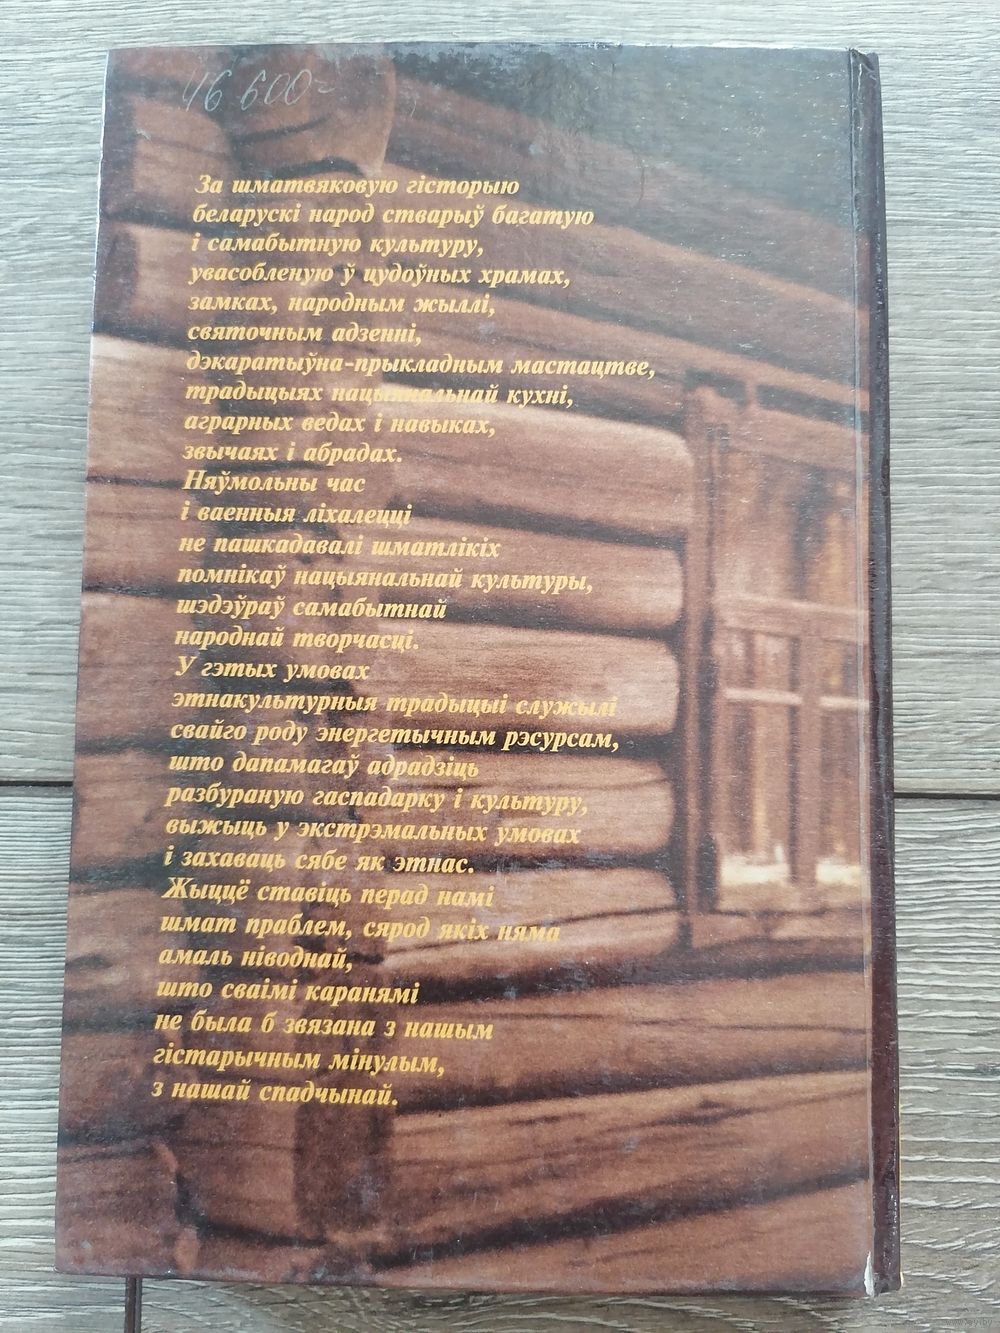 46 600-
За шматвяковую гісторыю
беларускі народ стварыў багатую
і самабытную культуру,
увасобленую ў цудоўных храмах,
замках, народным жыллі,
святочным адзенні,
дэкаратыўна-прыкладным мастацтве,
традыцыях нацыянальнай кухні,
аграрных ведах і навыках,
звычаях і абрадах.
Няўмольны час
і ваенныя ліхалецці
не пашкадавалі шматлікіх
помнікаў нацыянальнай культуры,
шэдэўраў самабытнай
народнай творчасці.
У гэтых умовах
этнакультурныя традыцыі служылі
свайго роду энергетычным рэсурсам,
што дапамагаў адрадзіць
разбураную гаспадарку і культуру,
выжыць у экстрэмальных умовах
і захаваць сябе як этнас.
Жыццё ставіць перад намі
шмат праблем, сярод якіх няма
амаль ніводнай,
што сваімі каранямі
не была б звязана з нашым
гістарычным мінулым,
з нашай спадчынай.